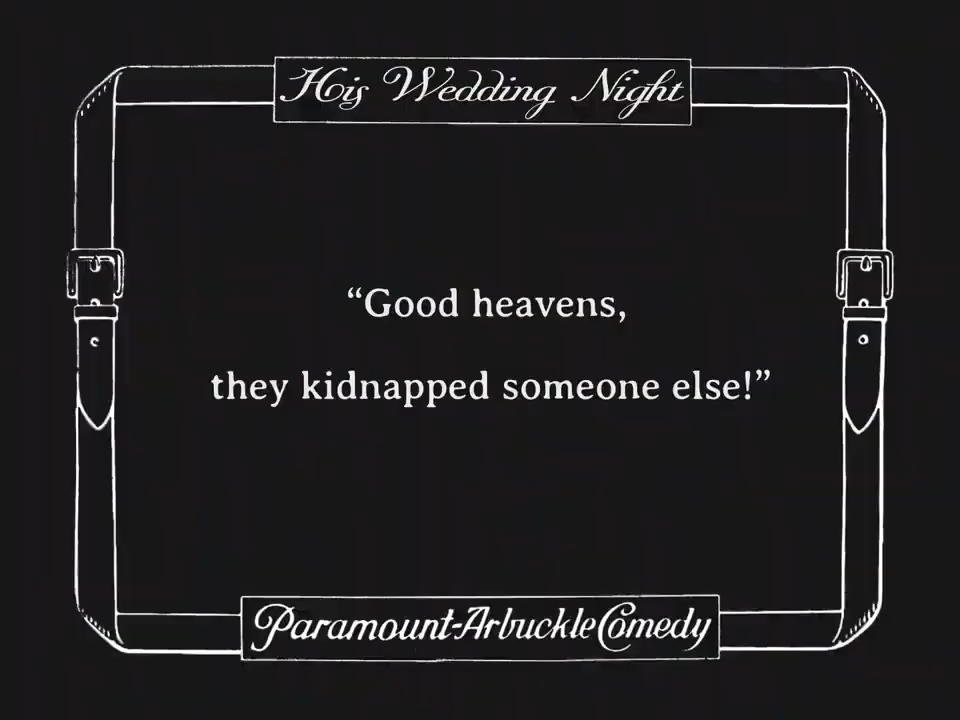 His Wedding Night
“Good heavens,
they kidnapped someone else!”
Paramount-Arbuckle Comedy